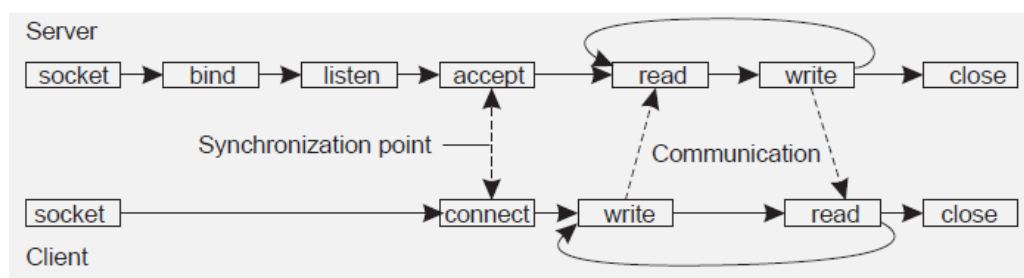 Server
socket bind listen accept read write close
Synchronization point
Communication
socket connect write read close
Client